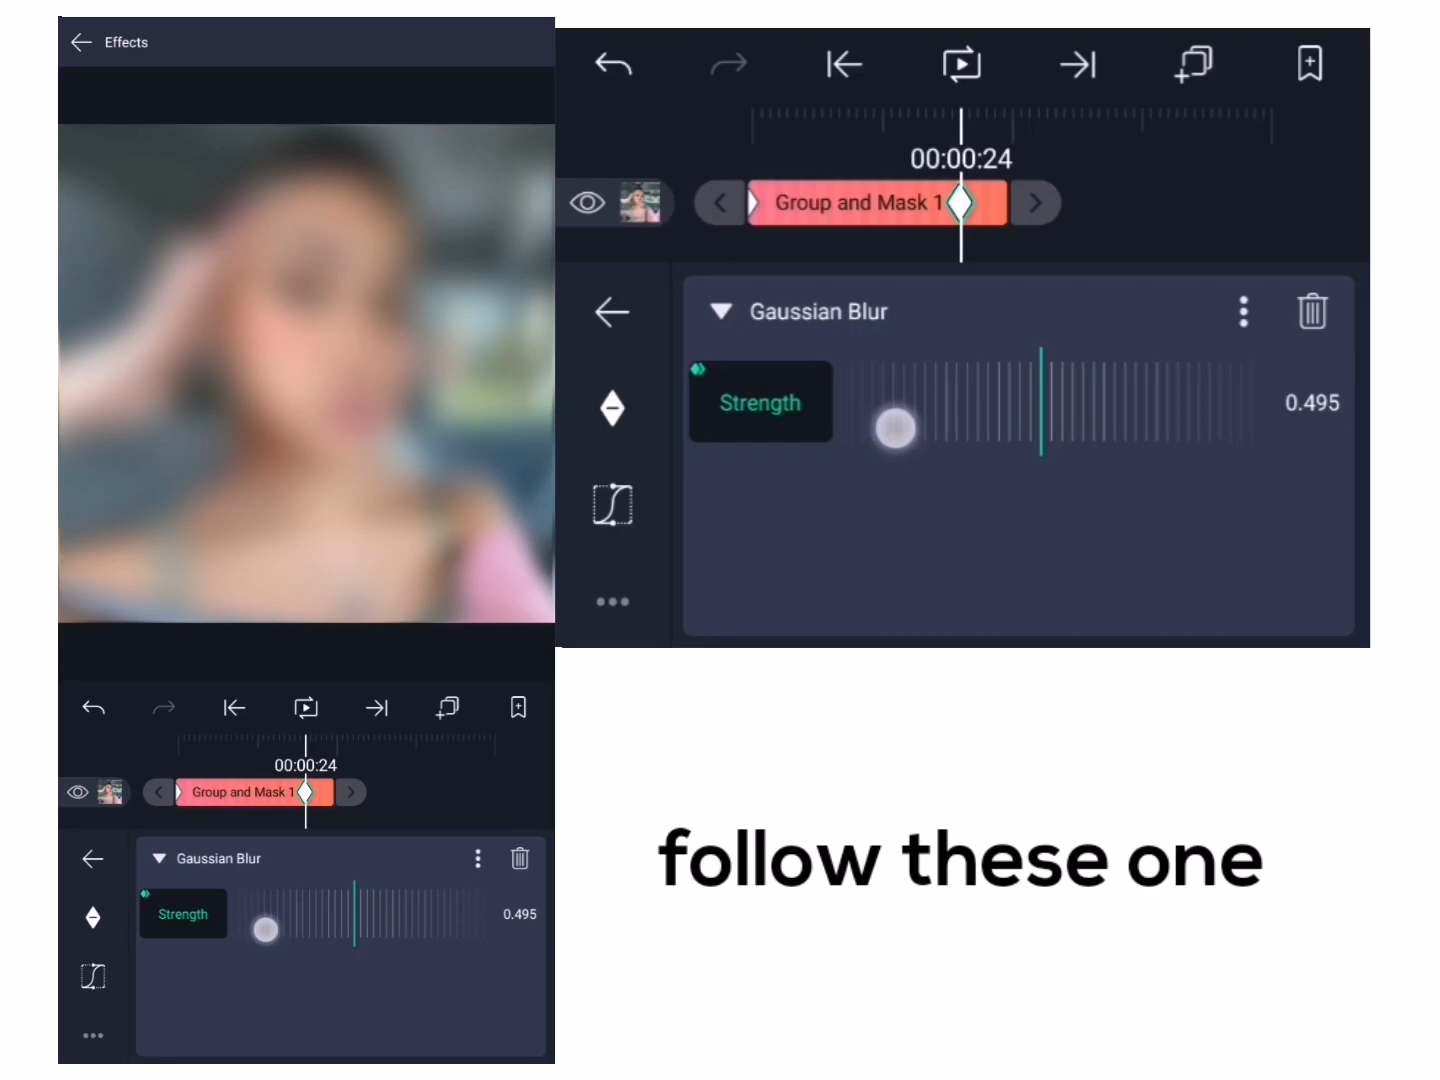 Effects
00:00:24
Group and Mask 1
Gaussian Blur
Strength
0.495
00:00:24
Group and Mask 1
Gaussian Blur
Strength
0.495
follow these one